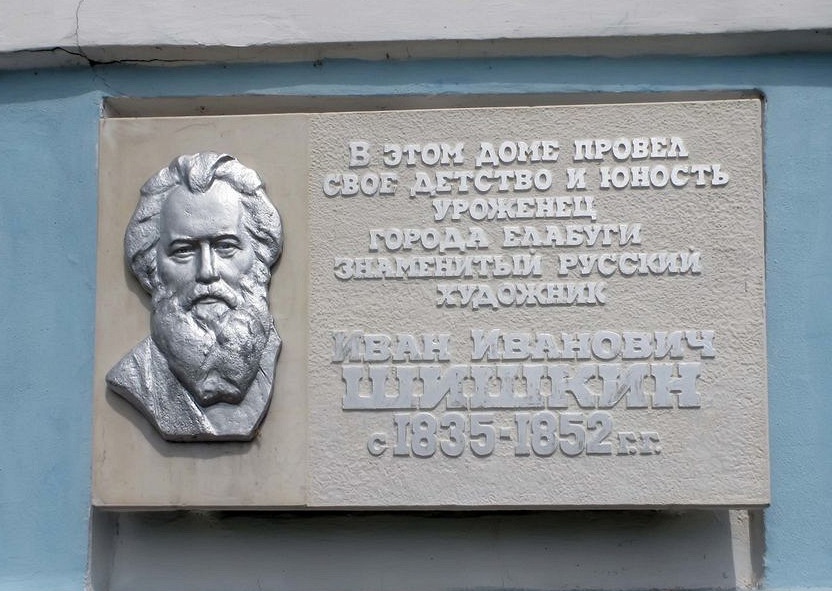 В ЭТОМ ДОМЕ ПРОВЕЛ
СВОЕ ДЕТСТВО И ЮНОСТЬ
УРОЖЕНЕЦ
ГОРОДА ЕЛАБУГИ
ЗНАМЕНИТЫЙ РУССКИЙ
ХУДОЖНИК
ИВАН ИВАНОВИЧ
ШИШКИН
с 1835-1852 г.г.